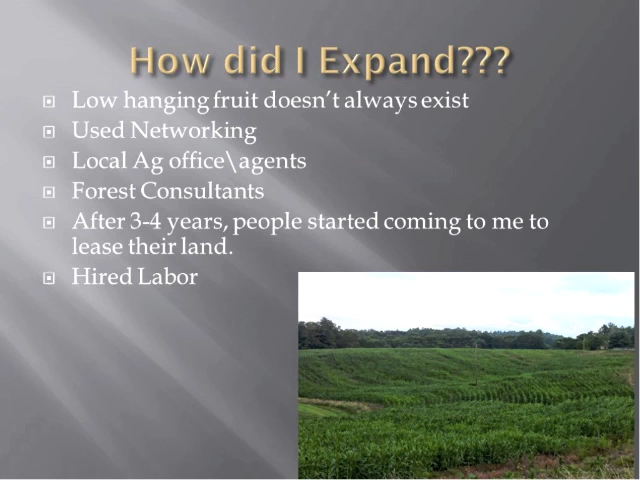 How did I Expand???
Low hanging fruit doesn’t always exist
Used Networking
Local Ag office\agents
Forest Consultants
After 3-4 years, people started coming to me to
lease their land.
Hired Labor